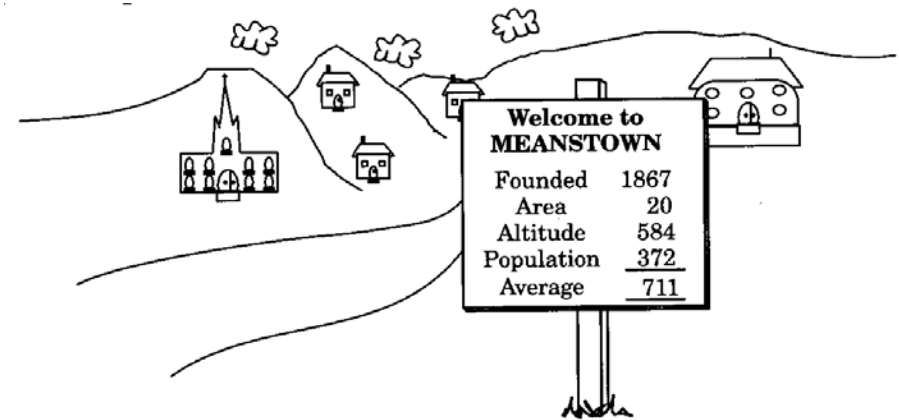 Welcome to
MEANSTOWN
Founded 1867
Area 20
Altitude 584
Population 372
Average 711